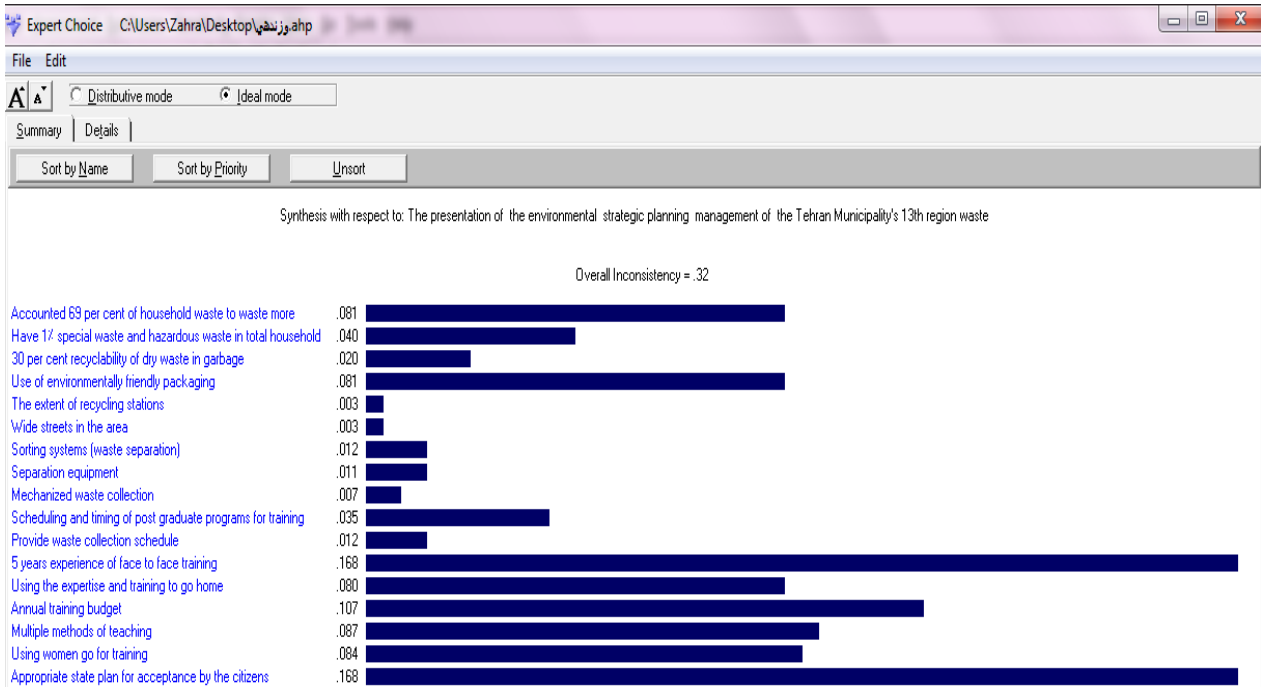 Expert Choice C:\Users\Zahra\Desktop\وزندهي.ahp
File Edit
A A Distributive mode Ideal mode
Summary Details
Sort by Name Sort by Priority Unsort
Synthesis with respect to: The presentation of the environmental strategic planning management of the Tehran Municipality's 13th region waste
Overall Inconsistency = .32
Accounted 69 per cent of household waste to waste more .081
Have 1% special waste and hazardous waste in total household .040
30 per cent recyclability of dry waste in garbage .020
Use of environmentally friendly packaging .081
The extent of recycling stations .003
Wide streets in the area .003
Sorting systems (waste separation) .012
Separation equipment .011
Mechanized waste collection .007
Scheduling and timing of post graduate programs for training .035
Provide waste collection schedule .012
5 years experience of face to face training .168
Using the expertise and training to go home .080
Annual training budget .107
Multiple methods of teaching .087
Using women go for training .084
Appropriate state plan for acceptance by the citizens .168